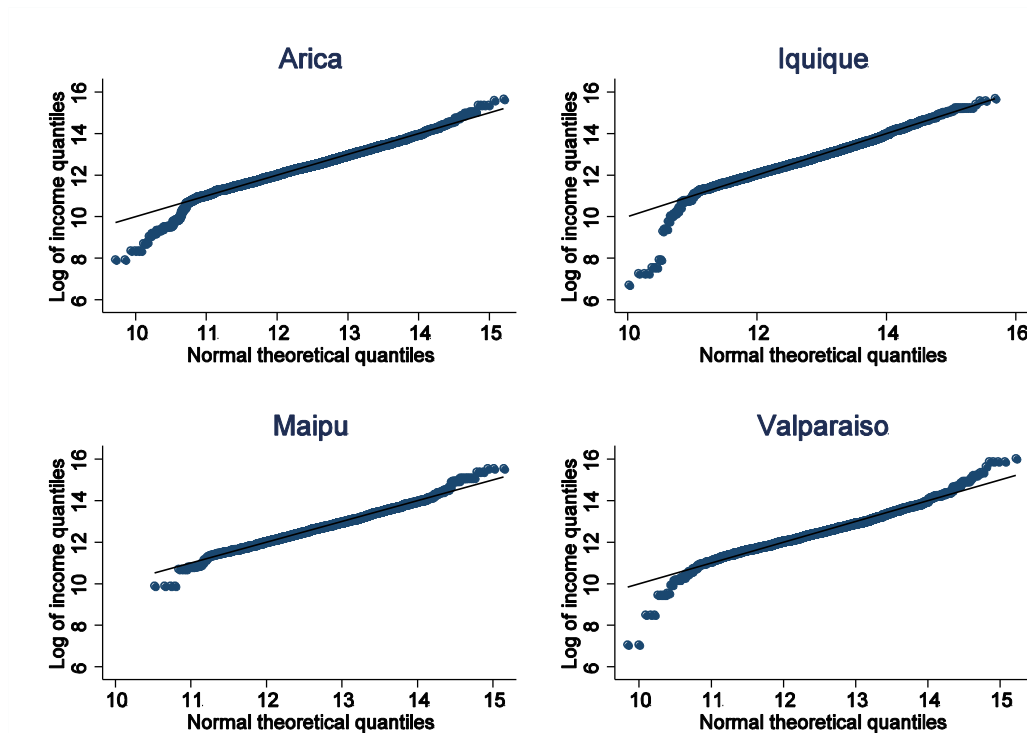 Arica
Log of income quantiles
16
14
12
10
8
6
10 11 12 13 14 15
Normal theoretical quantiles
Iquique
Log of income quantiles
16
14
12
10
8
6
10 12 14 16
Normal theoretical quantiles
Maipu
Log of income quantiles
16
14
12
10
8
6
10 11 12 13 14 15
Normal theoretical quantiles
Valparaiso
Log of income quantiles
16
14
12
10
8
6
10 11 12 13 14 15
Normal theoretical quantiles